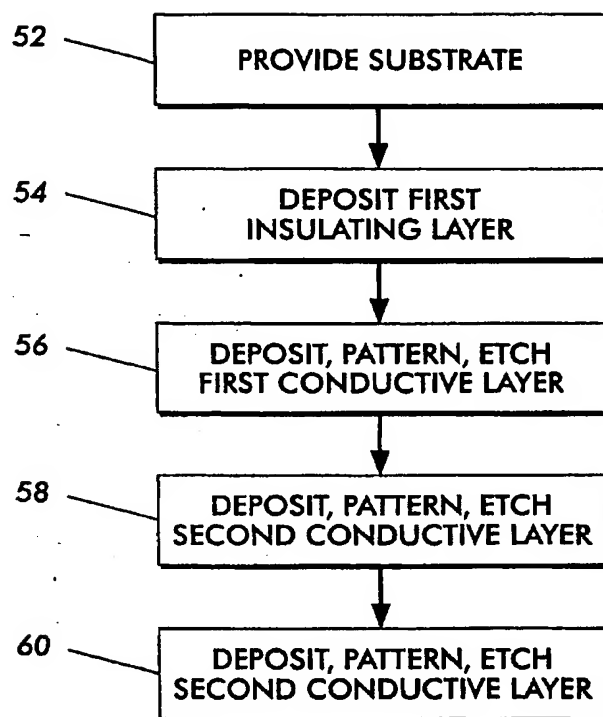 52
PROVIDE SUBSTRATE
54
DEPOSIT FIRST
INSULATING LAYER
56
DEPOSIT, PATTERN, ETCH
FIRST CONDUCTIVE LAYER
58
DEPOSIT, PATTERN, ETCH
SECOND CONDUCTIVE LAYER
60
DEPOSIT, PATTERN, ETCH
SECOND CONDUCTIVE LAYER